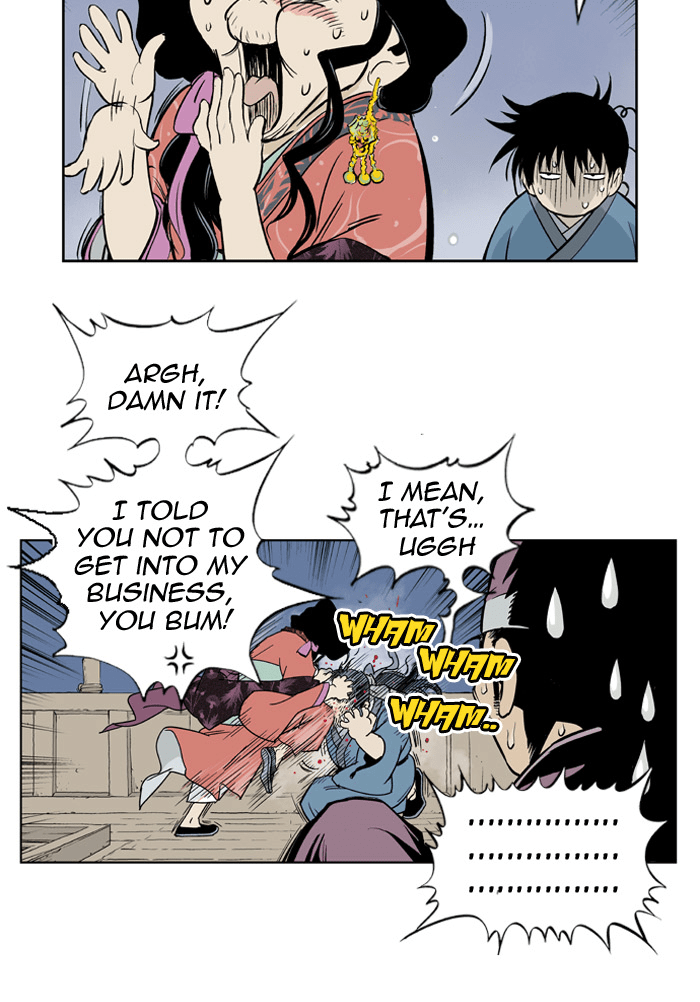 ARGH,
DAMN IT!
I TOLD
YOU NOT TO
GET INTO MY
BUSINESS,
YOU BUM!
I MEAN,
THAT'S...
UGGH
WHAM
WHAM
WHAM..
................
................
................